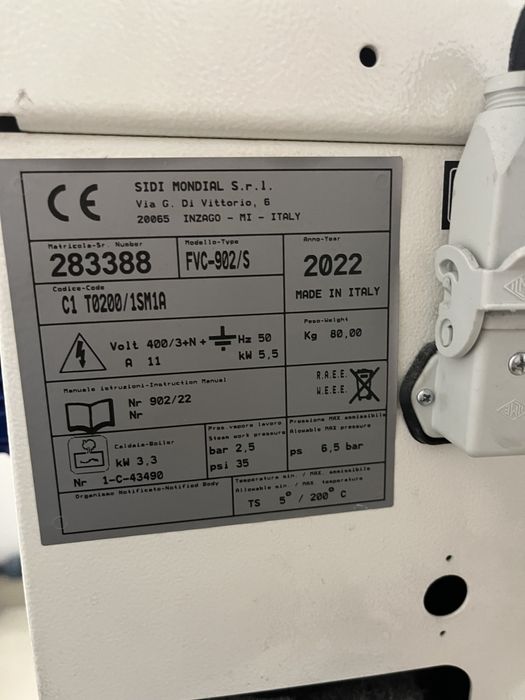 CE
SIDI MONDIAL S.r.l.
Via G. Di Vittorio, 6
20065 INZAGO - MI - ITALY
Matricola-Sr. Number
283388
Modello-Type
FVC-902/S
Anno-Year
2022
MADE IN ITALY
Codice-Code
C1 T0200/1SM1A
Volt 400/3+N+ Hz 50
A 11 kW 5,5
Peso-Weight
Kg 80,00
Manuale istruzioni-Instruction Manual
Nr 902/22
Nr
R.A.E.E.
W.E.E.E.
Caldaia-Boiler
kW 3,3
Nr 1-C-43490
Pres.vapore lavoro
Steam work pressure
bar 2,5
psi 35
Pressione MAX ammissibile
Allowable MAX pressure
ps 6,5 bar
Organismo Notificato-Notified Body
Temperatura min. / MAX. ammissibile
Allowable min. / MAX temperature
TS 5° / 200° C